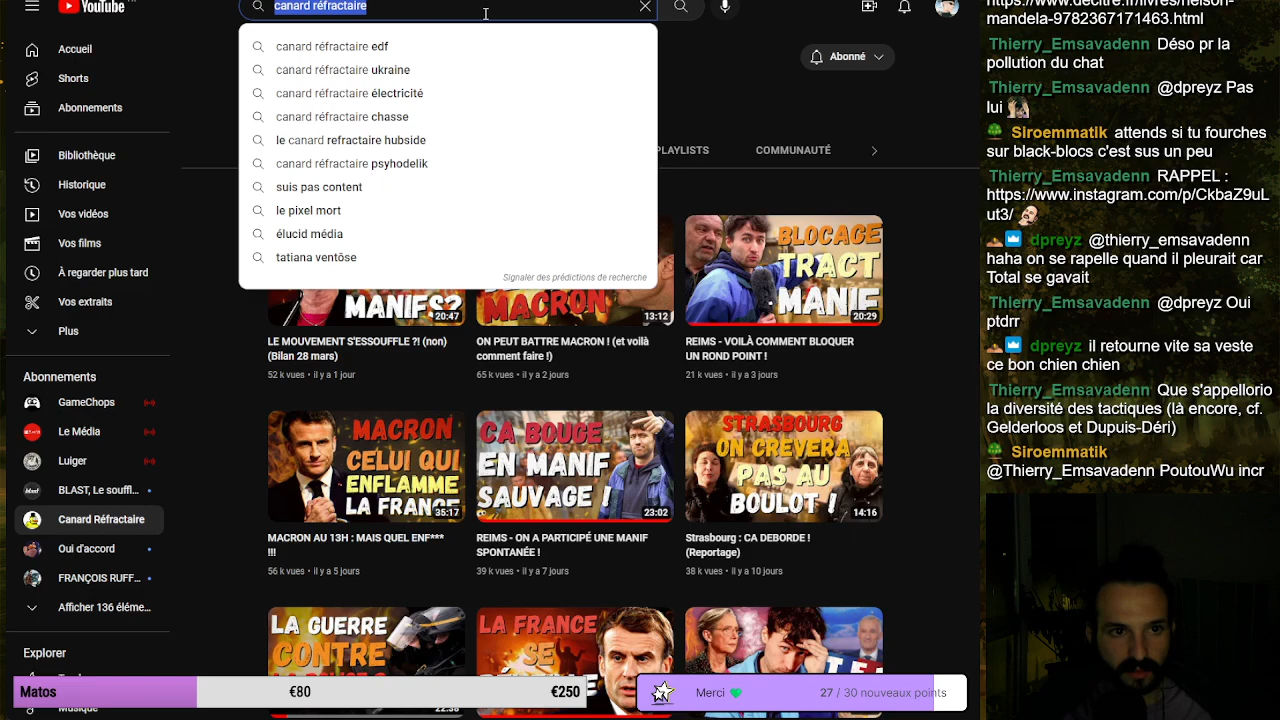 YouTube
canard réfractaire
Accueil
Shorts
Abonnements
Bibliothèque
Historique
Vos vidéos
Vos films
À regarder plus tard
Vos extraits
Plus
Abonnements
GameChops
Le Média
Luiger
BLAST, Le souffl...
Canard Réfractaire
Oui d'accord
FRANÇOIS RUFF...
Afficher 136 éléme...
Explorer
canard réfractaire edf
canard réfractaire ukraine
canard réfractaire électricité
canard réfractaire chasse
le canard refractaire hubside
canard réfractaire psyhodelik
suis pas content
le pixel mort
élucid média
tatiana ventôse
Signaler des prédictions de recherche
Abonné
PLAYLISTS
COMMUNAUTÉ
MANIFS?
20:47
MACRON
13:12
BLOCAGE
TRACT
MANIF
20:29
LE MOUVEMENT S'ESSOUFFLE ?! (non)
(Bilan 28 mars)
52 k vues • il y a 1 jour
ON PEUT BATTRE MACRON ! (et voilà
comment faire !)
65 k vues • il y a 2 jours
REIMS - VOILÀ COMMENT BLOQUER
UN ROND POINT !
21 k vues • il y a 3 jours
MACRON
CELUI QUI
ENFLAMME
LA FRANCE
35:17
ÇA BOUGE
EN MANIF
SAUVAGE !
23:02
STRASBOURG
ON CREVERA
PAS AU
BOULOT !
14:16
MACRON AU 13H : MAIS QUEL ENF***
!!!
56 k vues • il y a 5 jours
REIMS - ON A PARTICIPÉ UNE MANIF
SPONTANÉE !
39 k vues • il y a 7 jours
Strasbourg : CA DEBORDE !
(Reportage)
38 k vues • il y a 10 jours
LA GUERRE
CONTRE
LA FRANCE
SE
Matos
€80
€250
Merci
27 / 30 nouveaux points
https://www.decitre.fr/livres/nelson-
mandela-9782367171463.html
Thierry_Emsavadenn Déso pr la
pollution du chat
Thierry_Emsavadenn @dpreyz Pas
lui
Siroemmatik attends si tu fourches
sur black-blocs c'est sus un peu
Thierry_Emsavadenn RAPPEL :
https://www.instagram.com/p/CkbaZ9uL
ut3/
dpreyz @thierry_emsavadenn
haha on se rapelle quand il pleurait car
Total se gavait
Thierry_Emsavadenn @dpreyz Oui
ptdrr
dpreyz il retourne vite sa veste
ce bon chien chien
Thierry_Emsavadenn Que s'appellorio
la diversité des tactiques (là encore, cf.
Gelderloos et Dupuis-Déri)
Siroemmatik
@Thierry_Emsavadenn PoutouWu incr